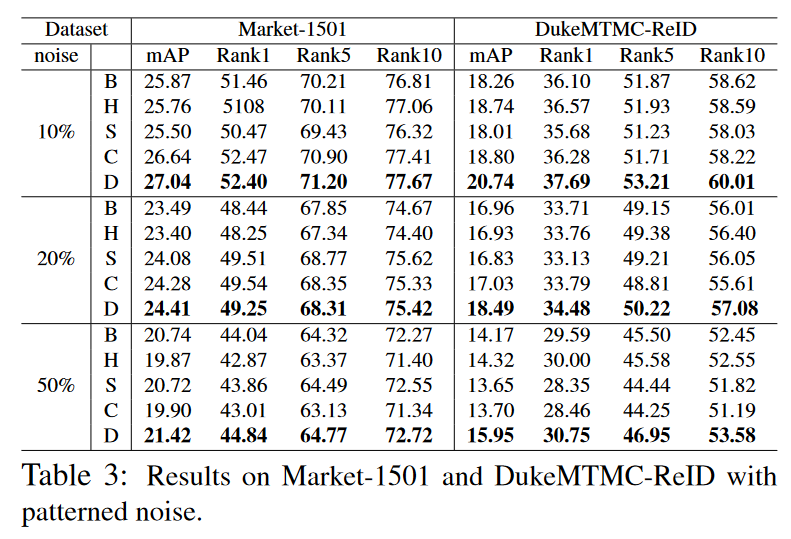 Dataset Market-1501 DukeMTMC-ReID
noise mAP Rank1 Rank5 Rank10 mAP Rank1 Rank5 Rank10
B 25.87 51.46 70.21 76.81 18.26 36.10 51.87 58.62
H 25.76 5108 70.11 77.06 18.74 36.57 51.93 58.59
10% S 25.50 50.47 69.43 76.32 18.01 35.68 51.23 58.03
C 26.64 52.47 70.90 77.41 18.80 36.28 51.71 58.22
D 27.04 52.40 71.20 77.67 20.74 37.69 53.21 60.01
B 23.49 48.44 67.85 74.67 16.96 33.71 49.15 56.01
H 23.40 48.25 67.34 74.40 16.93 33.76 49.38 56.40
20% S 24.08 49.51 68.77 75.62 16.83 33.13 49.21 56.05
C 24.28 49.54 68.35 75.33 17.03 33.79 48.81 55.61
D 24.41 49.25 68.31 75.42 18.49 34.48 50.22 57.08
B 20.74 44.04 64.32 72.27 14.17 29.59 45.50 52.45
H 19.87 42.87 63.37 71.40 14.32 30.00 45.58 52.55
50% S 20.72 43.86 64.49 72.55 13.65 28.35 44.44 51.82
C 19.90 43.01 63.13 71.34 13.70 28.46 44.25 51.19
D 21.42 44.84 64.77 72.72 15.95 30.75 46.95 53.58
Table 3: Results on Market-1501 and DukeMTMC-ReID with
patterned noise.